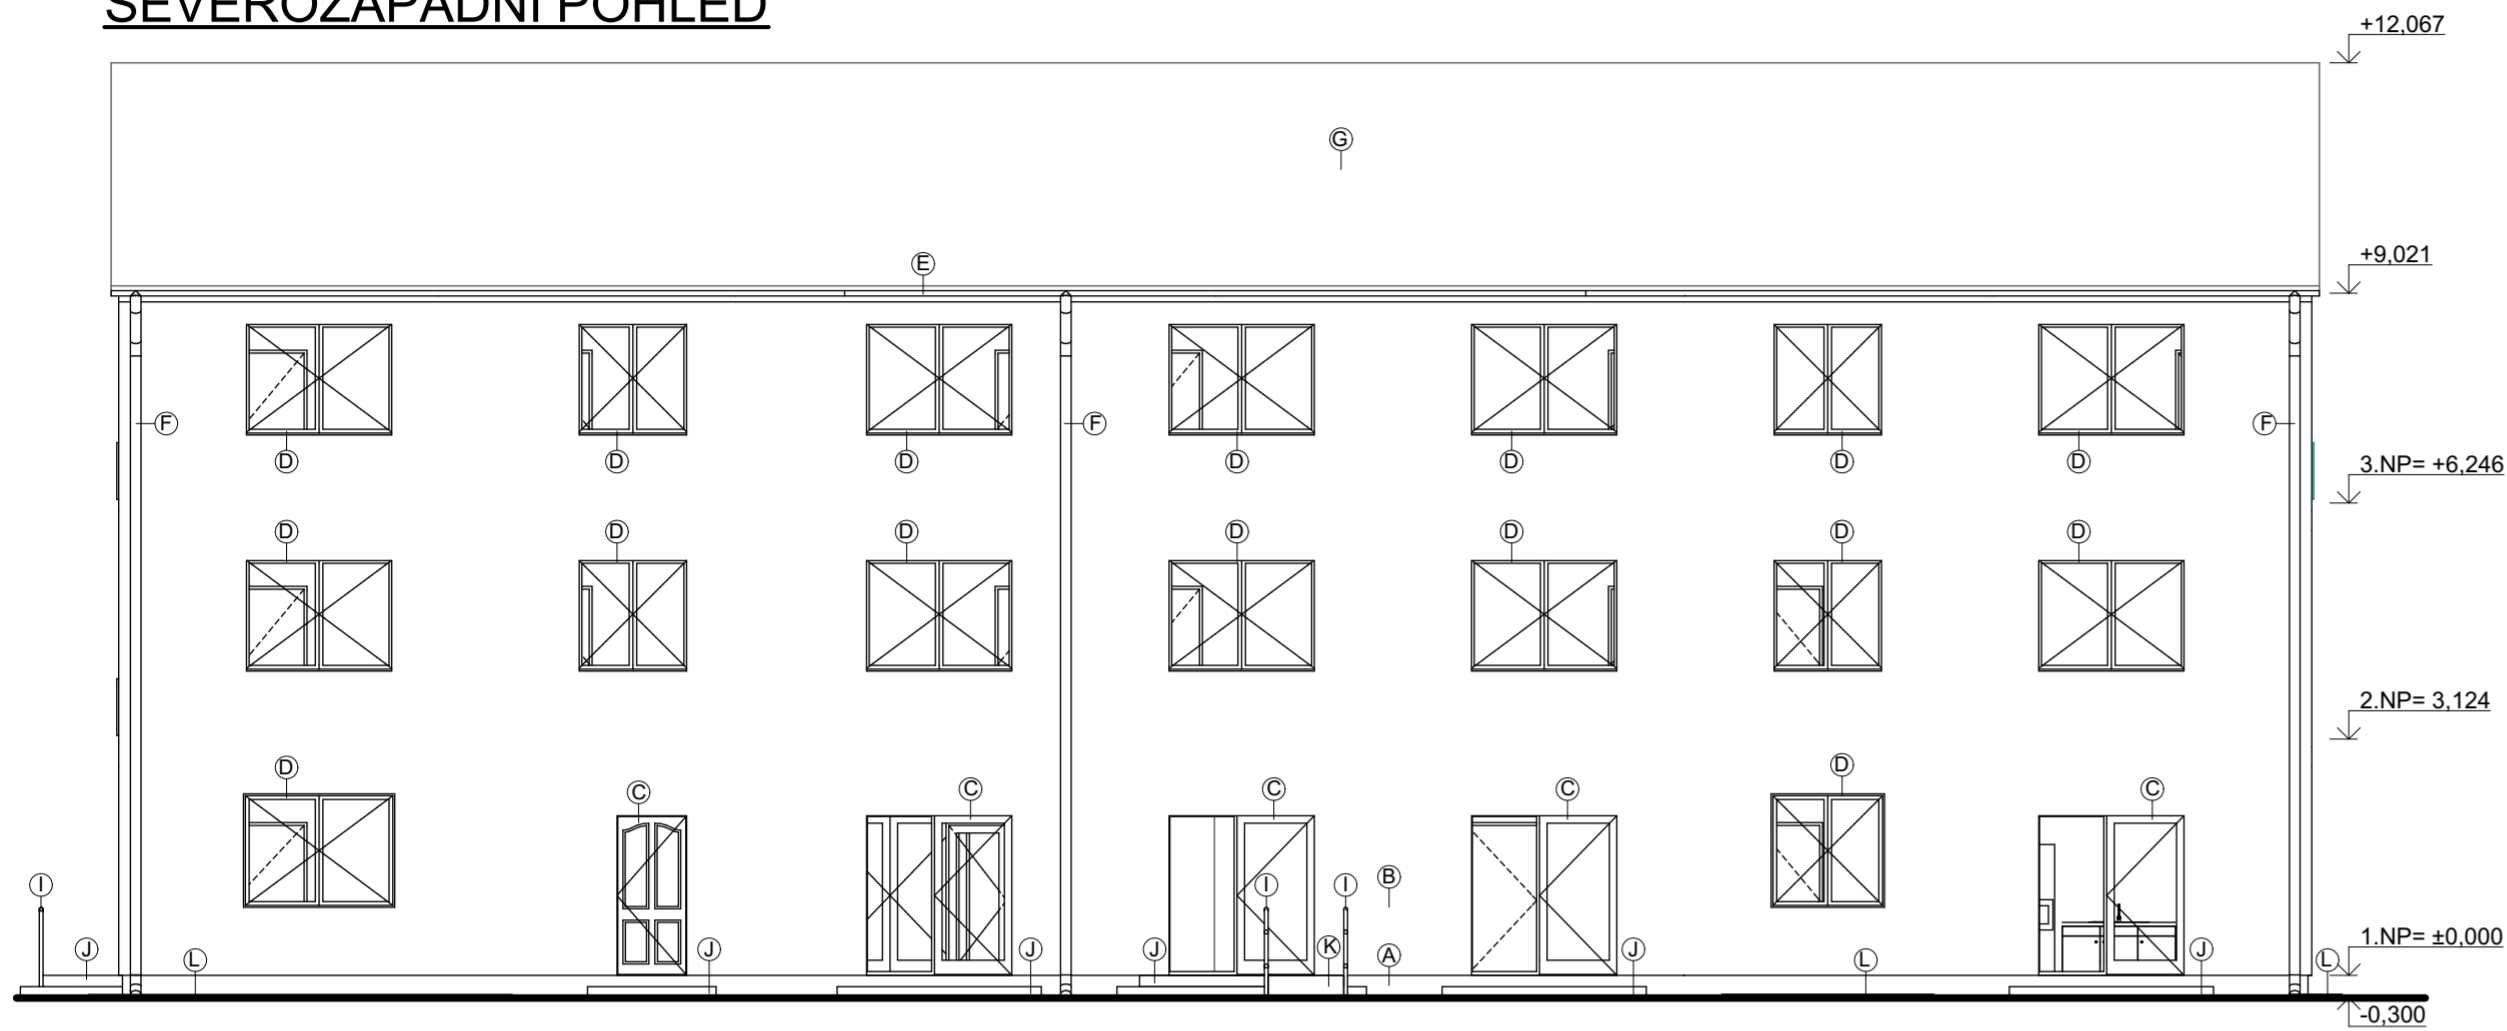 SEVEROZÁPADNÍ POHLED
+12,067
G
E
+9,021
F F F
D D D D D D D
3.NP= +6,246
D D D D D D D
2.NP= 3,124
D D
C C C C C
I I I B
1.NP= ±0,000
J L J J J K A J L J L
-0,300